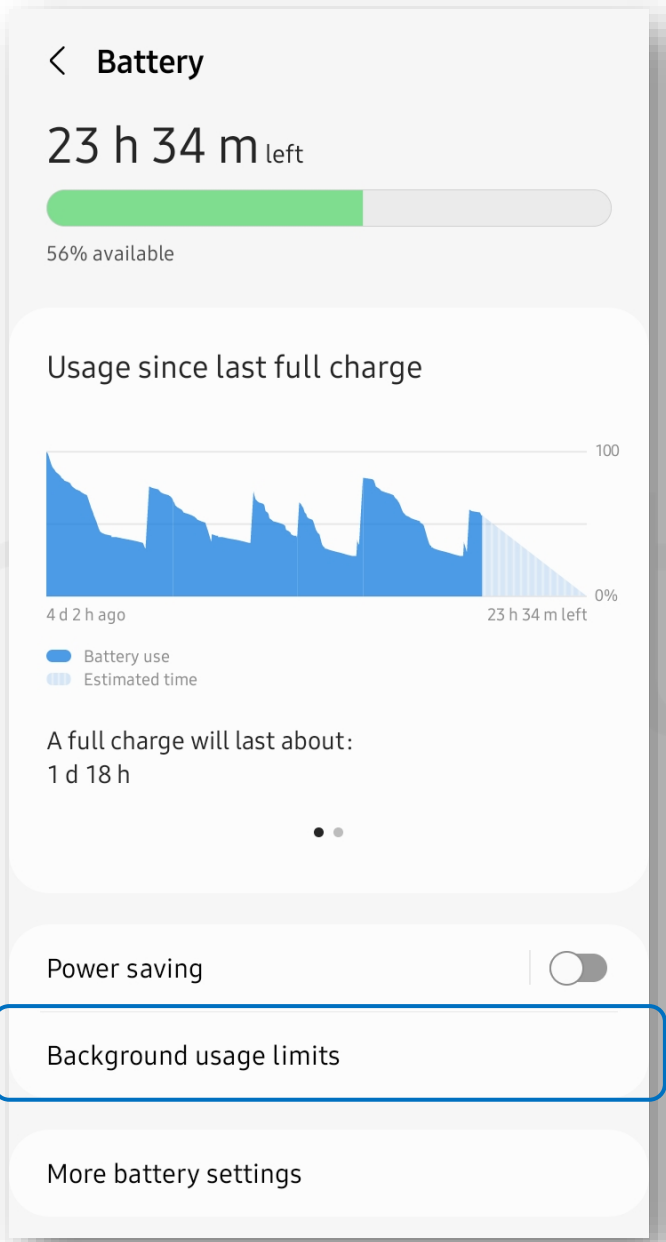 Battery
23 h 34 m left
56% available
Usage since last full charge
100
0%
4 d 2 h ago
23 h 34 m left
Battery use
Estimated time
A full charge will last about:
1 d 18 h
Power saving
Background usage limits
More battery settings